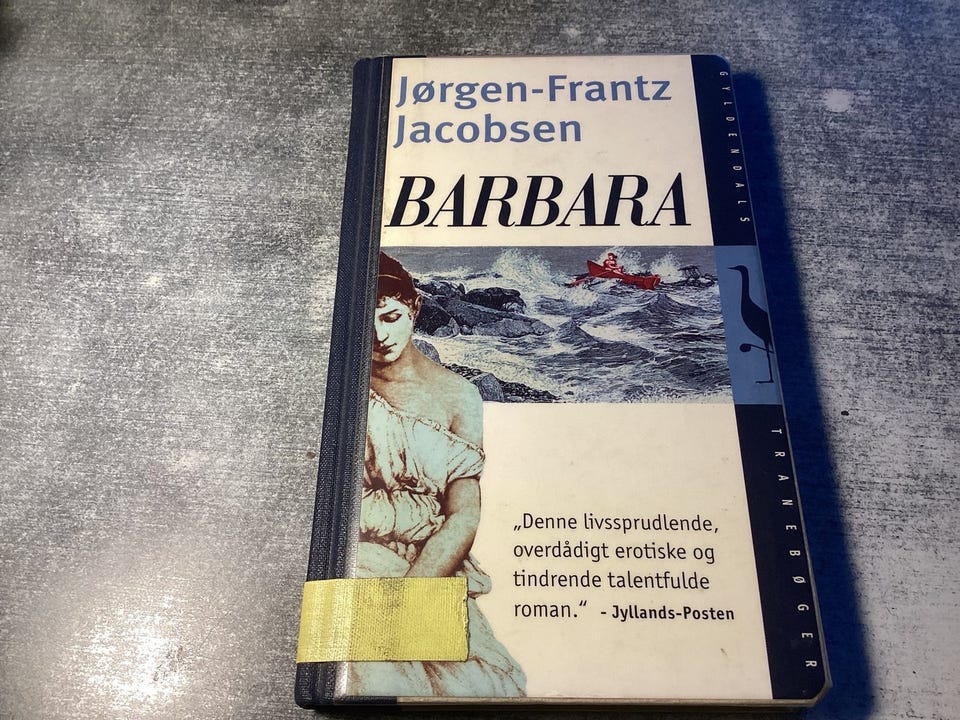 Jørgen-Frantz
Jacobsen
BARBARA
„Denne livssprudlende,
overdådigt erotiske og
tindrende talentfulde
roman.“ - Jyllands-Posten
GYLDENDALS
TRANEBØGER